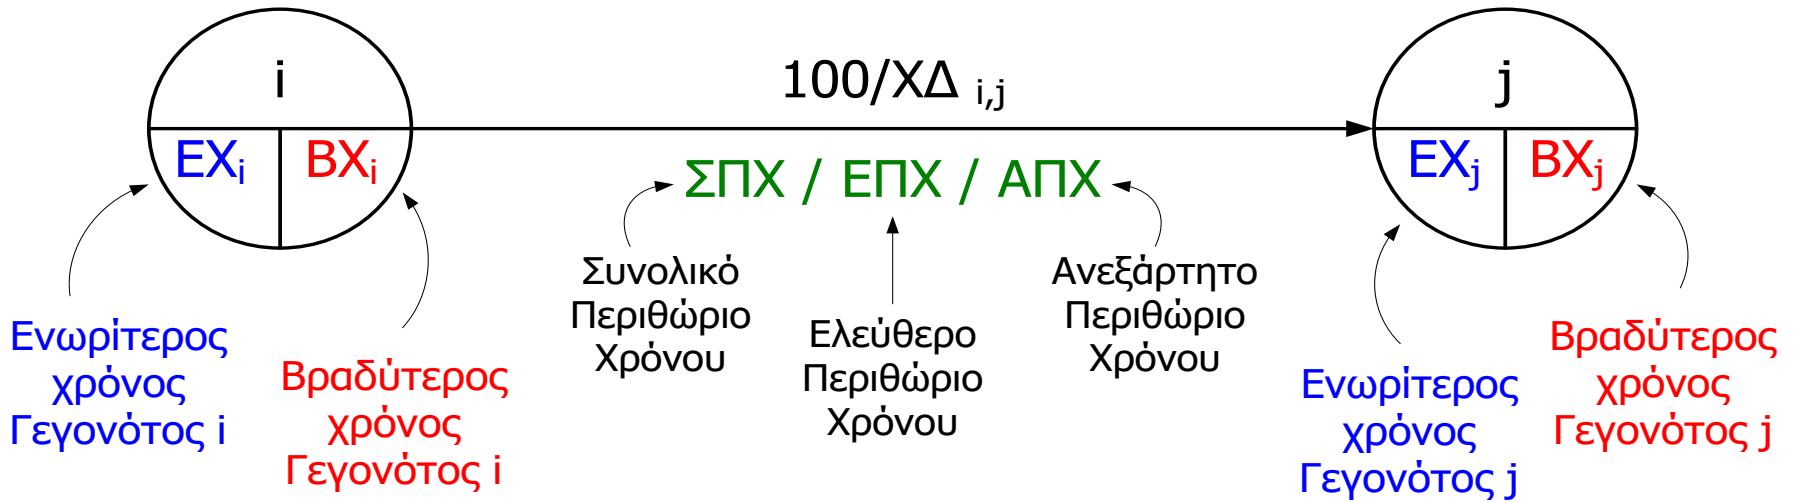 i
100/ΧΔ i,j
j
ΕΧi
ΒΧi
ΣΠΧ / ΕΠΧ / ΑΠΧ
ΕΧj
ΒΧj
Συνολικό
Περιθώριο
Χρόνου
Ελεύθερο
Περιθώριο
Χρόνου
Ανεξάρτητο
Περιθώριο
Χρόνου
Ενωρίτερος
χρόνος
Γεγονότος i
Βραδύτερος
χρόνος
Γεγονότος i
Ενωρίτερος
χρόνος
Γεγονότος j
Βραδύτερος
χρόνος
Γεγονότος j